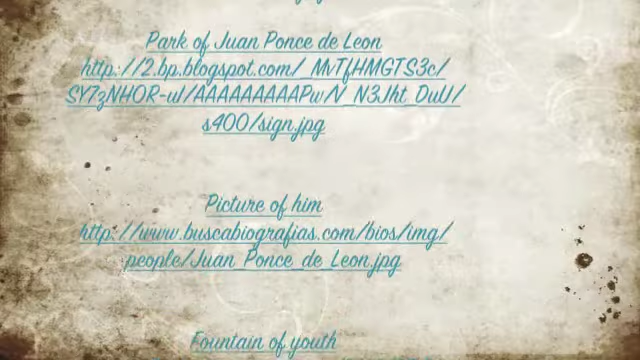 Park of Juan Ponce de Leon
http://2.bp.blogspot.com/_MvTfHMGTS3c/
SY7zNHOR-uI/AAAAAAAAAPw/V_N3Jht_DuU/
s400/sign.jpg
Picture of him
http://www.buscabiografias.com/bios/img/
people/Juan_Ponce_de_Leon.jpg
Fountain of youth